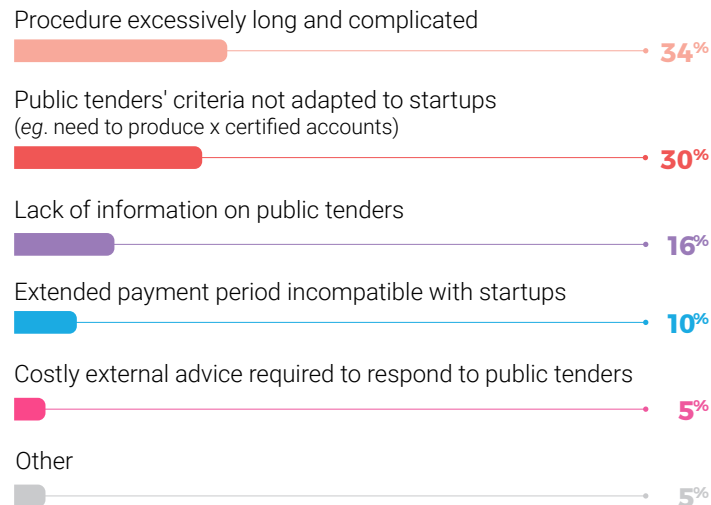 Procedure excessively long and complicated
34%
Public tenders' criteria not adapted to startups
(eg. need to produce x certified accounts)
30%
Lack of information on public tenders
16%
Extended payment period incompatible with startups
10%
Costly external advice required to respond to public tenders
5%
Other
5%